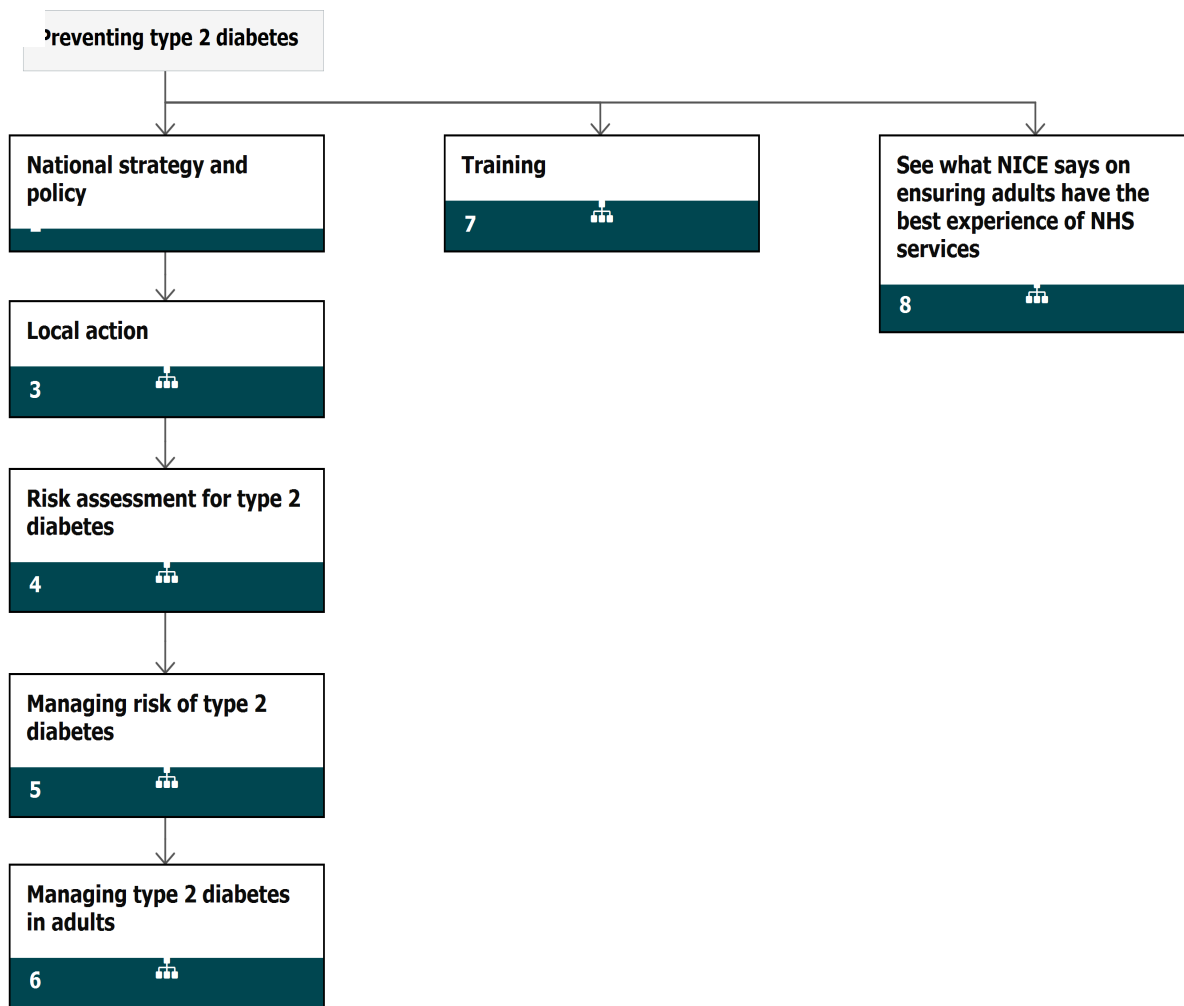 Preventing type 2 diabetes
National strategy and
policy
Training
7
See what NICE says on
ensuring adults have the
best experience of NHS
services
8
Local action
3
Risk assessment for type 2
diabetes
4
Managing risk of type 2
diabetes
5
Managing type 2 diabetes
in adults
6